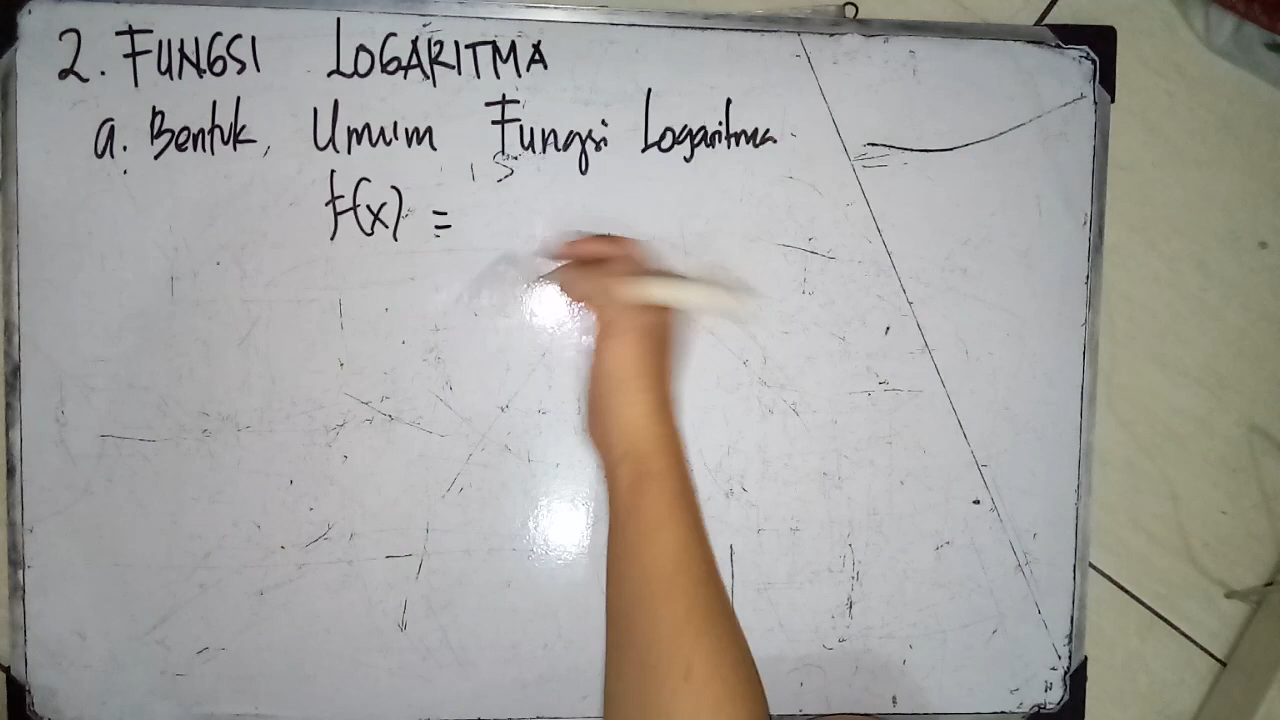 2. FUNGSI LOGARITMA
a. Bentuk Umum Fungsi Logaritma.
f(x) =